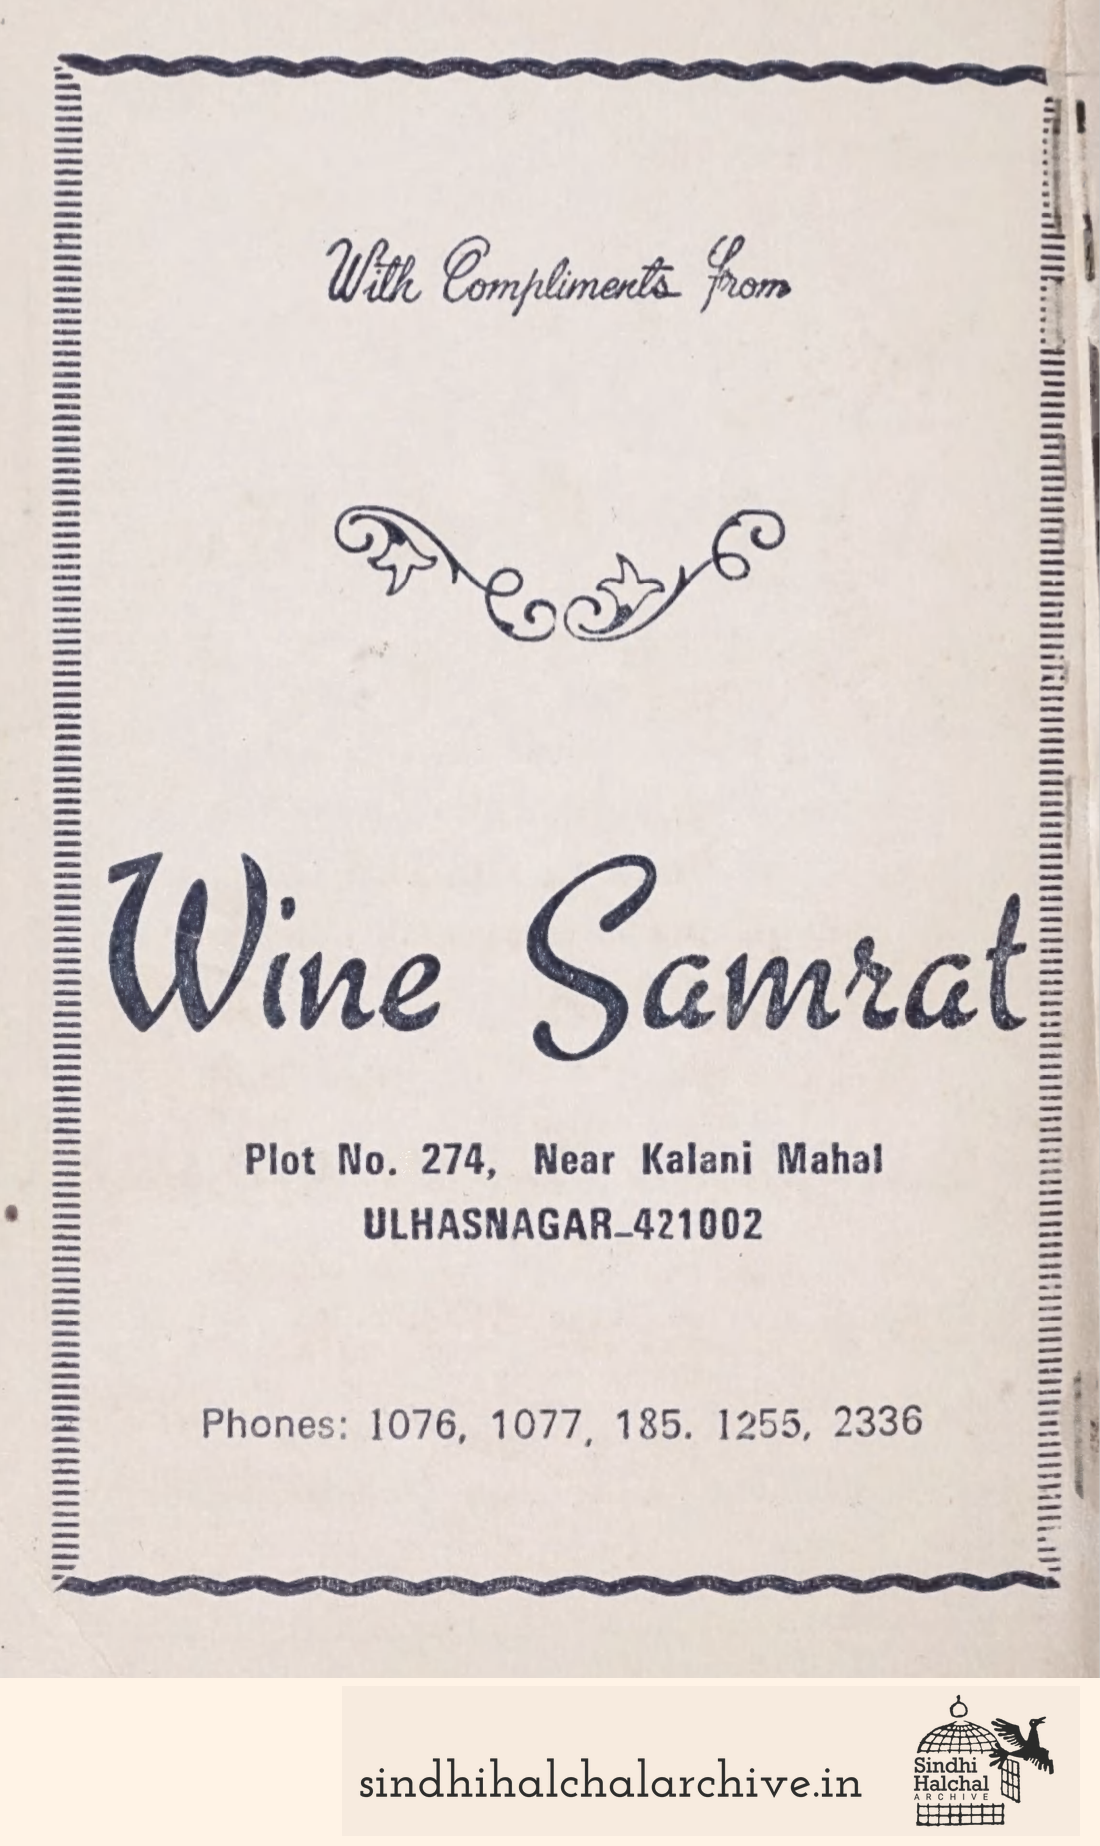 With Compliments from
Wine Samrat
Plot No. 274, Near Kalani Mahal
ULHASNAGAR-421002
Phones: 1076, 1077, 185. 1255, 2336
sindhihalchalarchive.in
Sindhi
Halchal
ARCHIVE